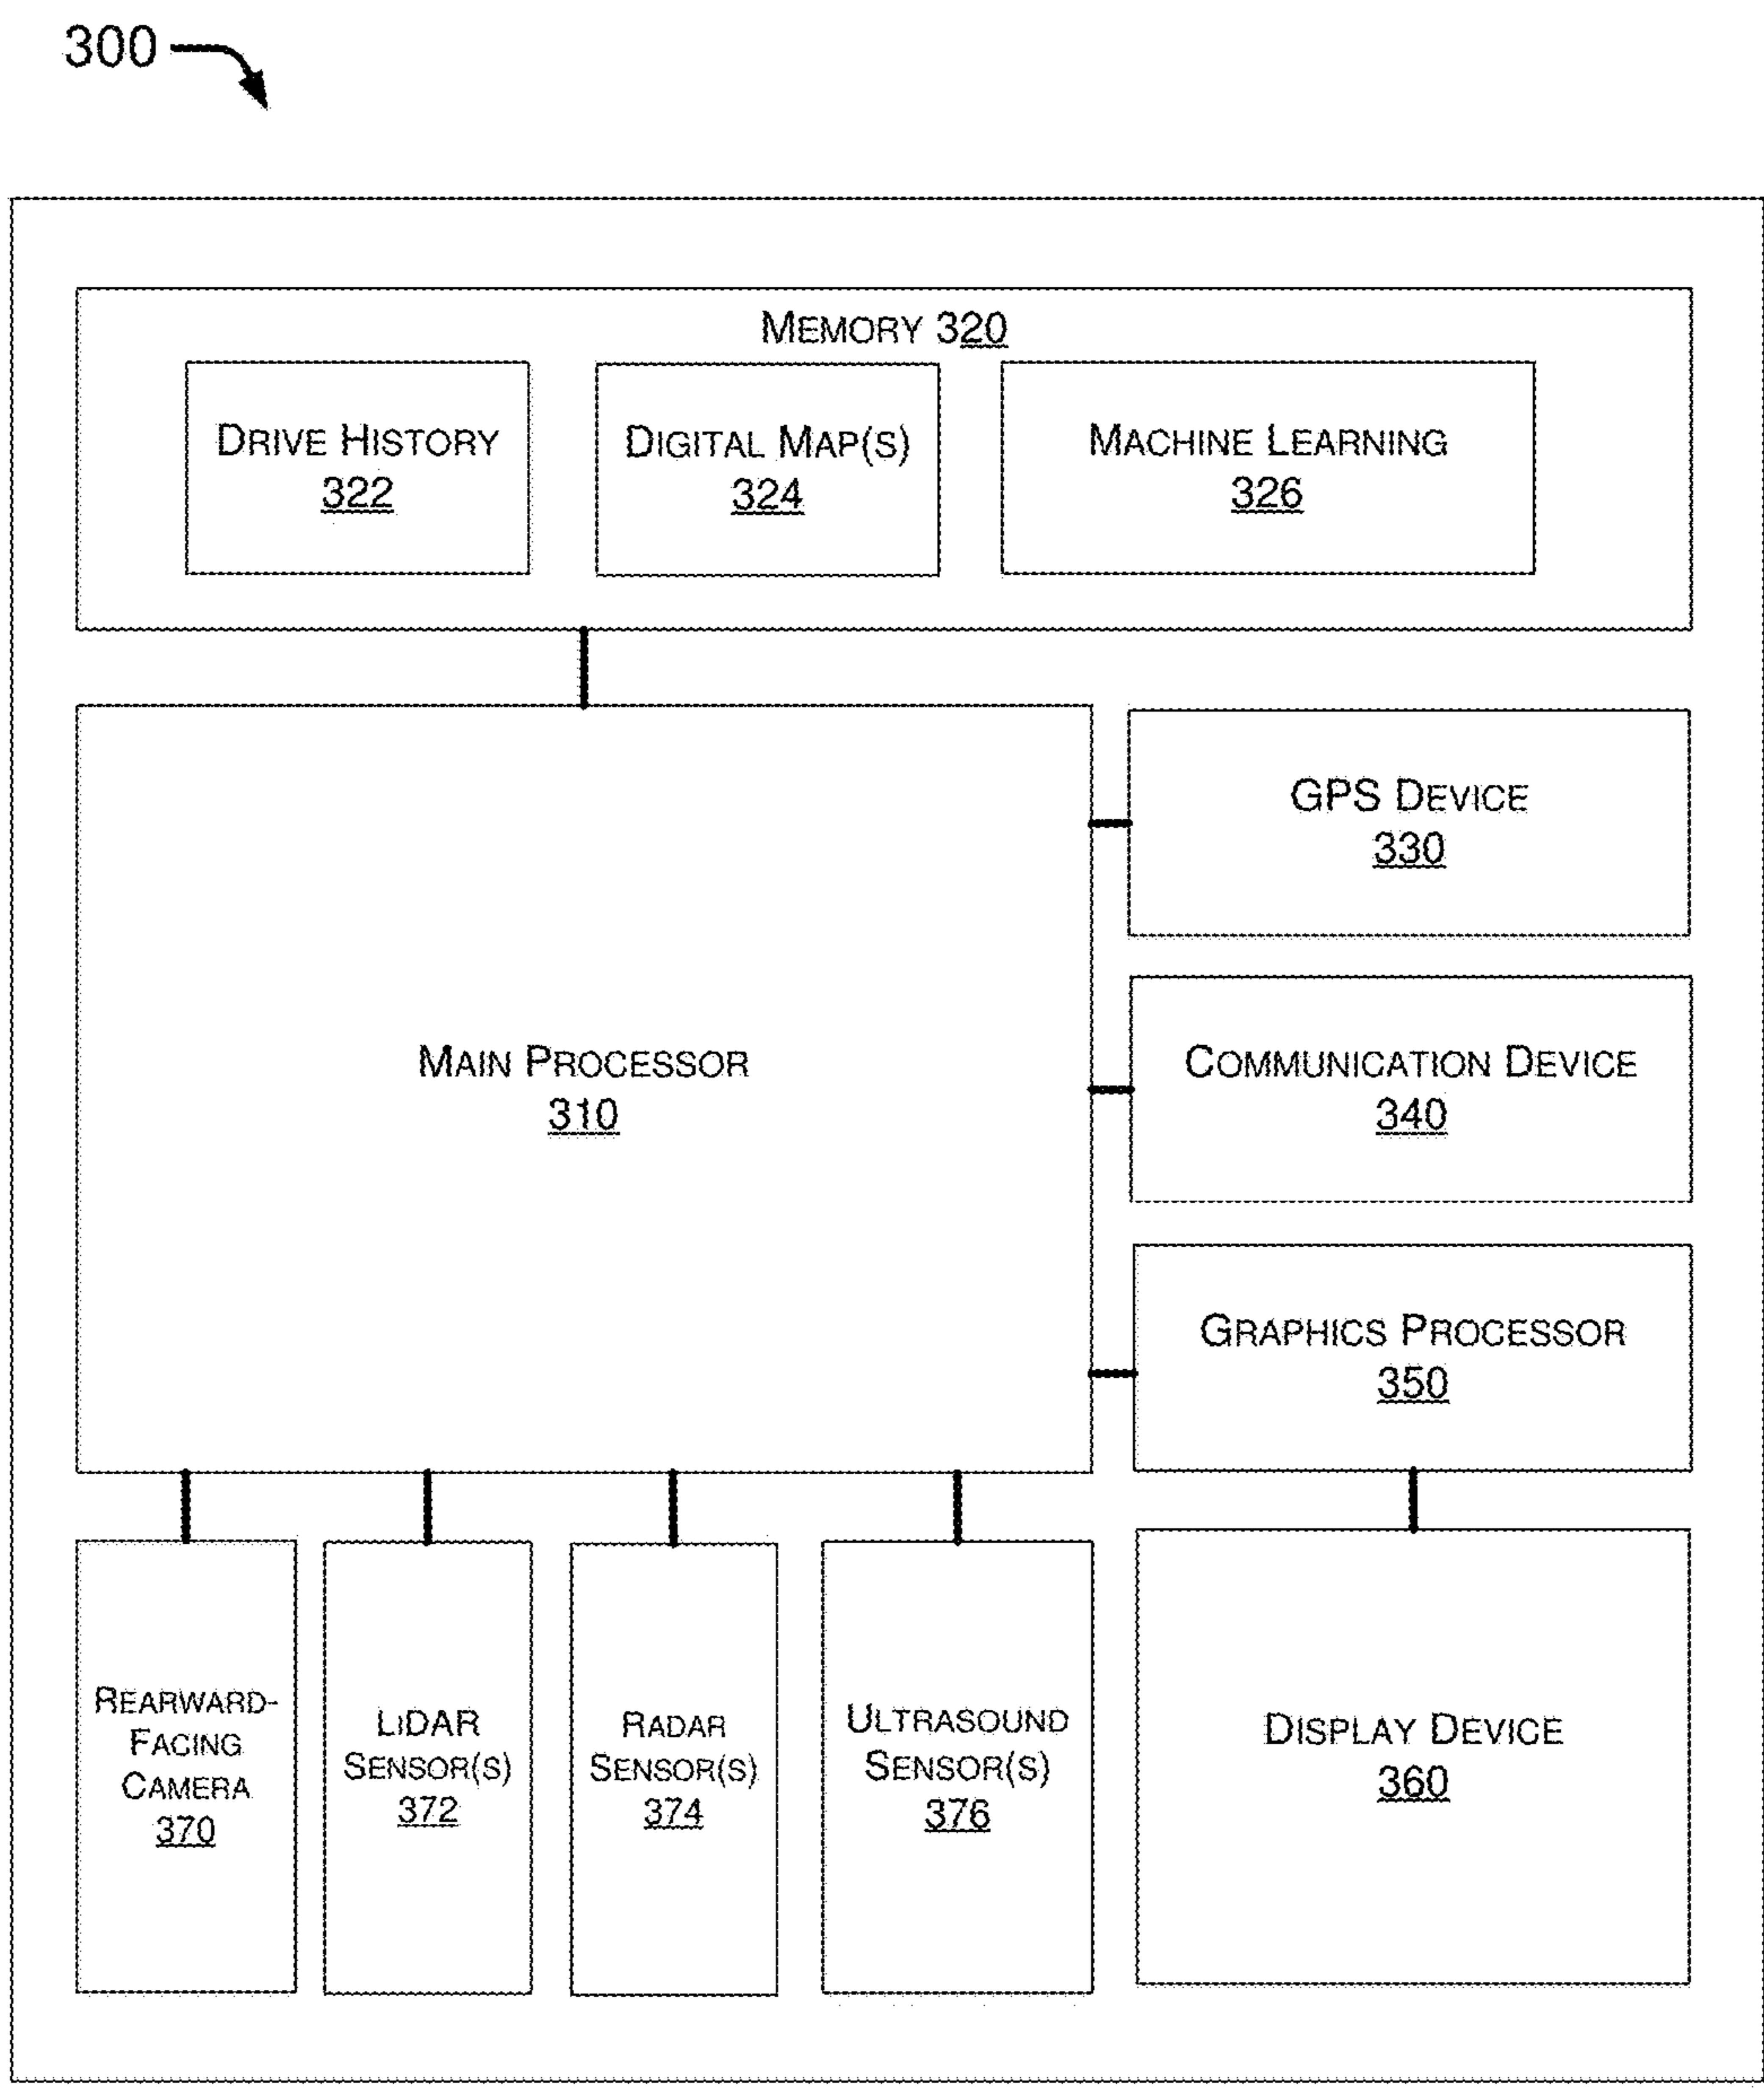 300
MEMORY 320
DRIVE HISTORY
322
DIGITAL MAP(S)
324
MACHINE LEARNING
326
MAIN PROCESSOR
310
GPS DEVICE
330
COMMUNICATION DEVICE
340
GRAPHICS PROCESSOR
350
REARWARD-
FACING
CAMERA
370
LIDAR
SENSOR(S)
372
RADAR
SENSOR(S)
374
ULTRASOUND
SENSOR(S)
376
DISPLAY DEVICE
360